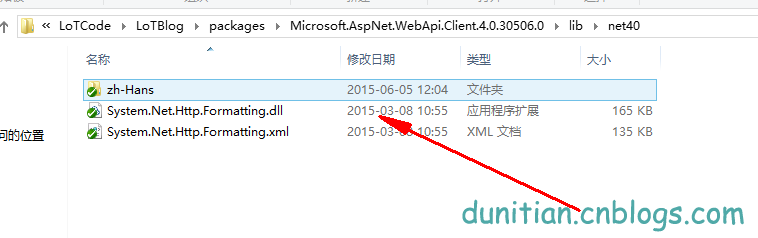 « LoTCode › LoTBlog › packages › Microsoft.AspNet.WebApi.Client.4.0.30506.0 › lib › net40
名称 修改日期 类型 大小
zh-Hans 2015-06-05 12:04 文件夹
System.Net.Http.Formatting.dll 2015-03-08 10:55 应用程序扩展 165 KB
System.Net.Http.Formatting.xml 2015-03-08 10:55 XML 文档 135 KB
问的位置
dunitian.cnblogs.com